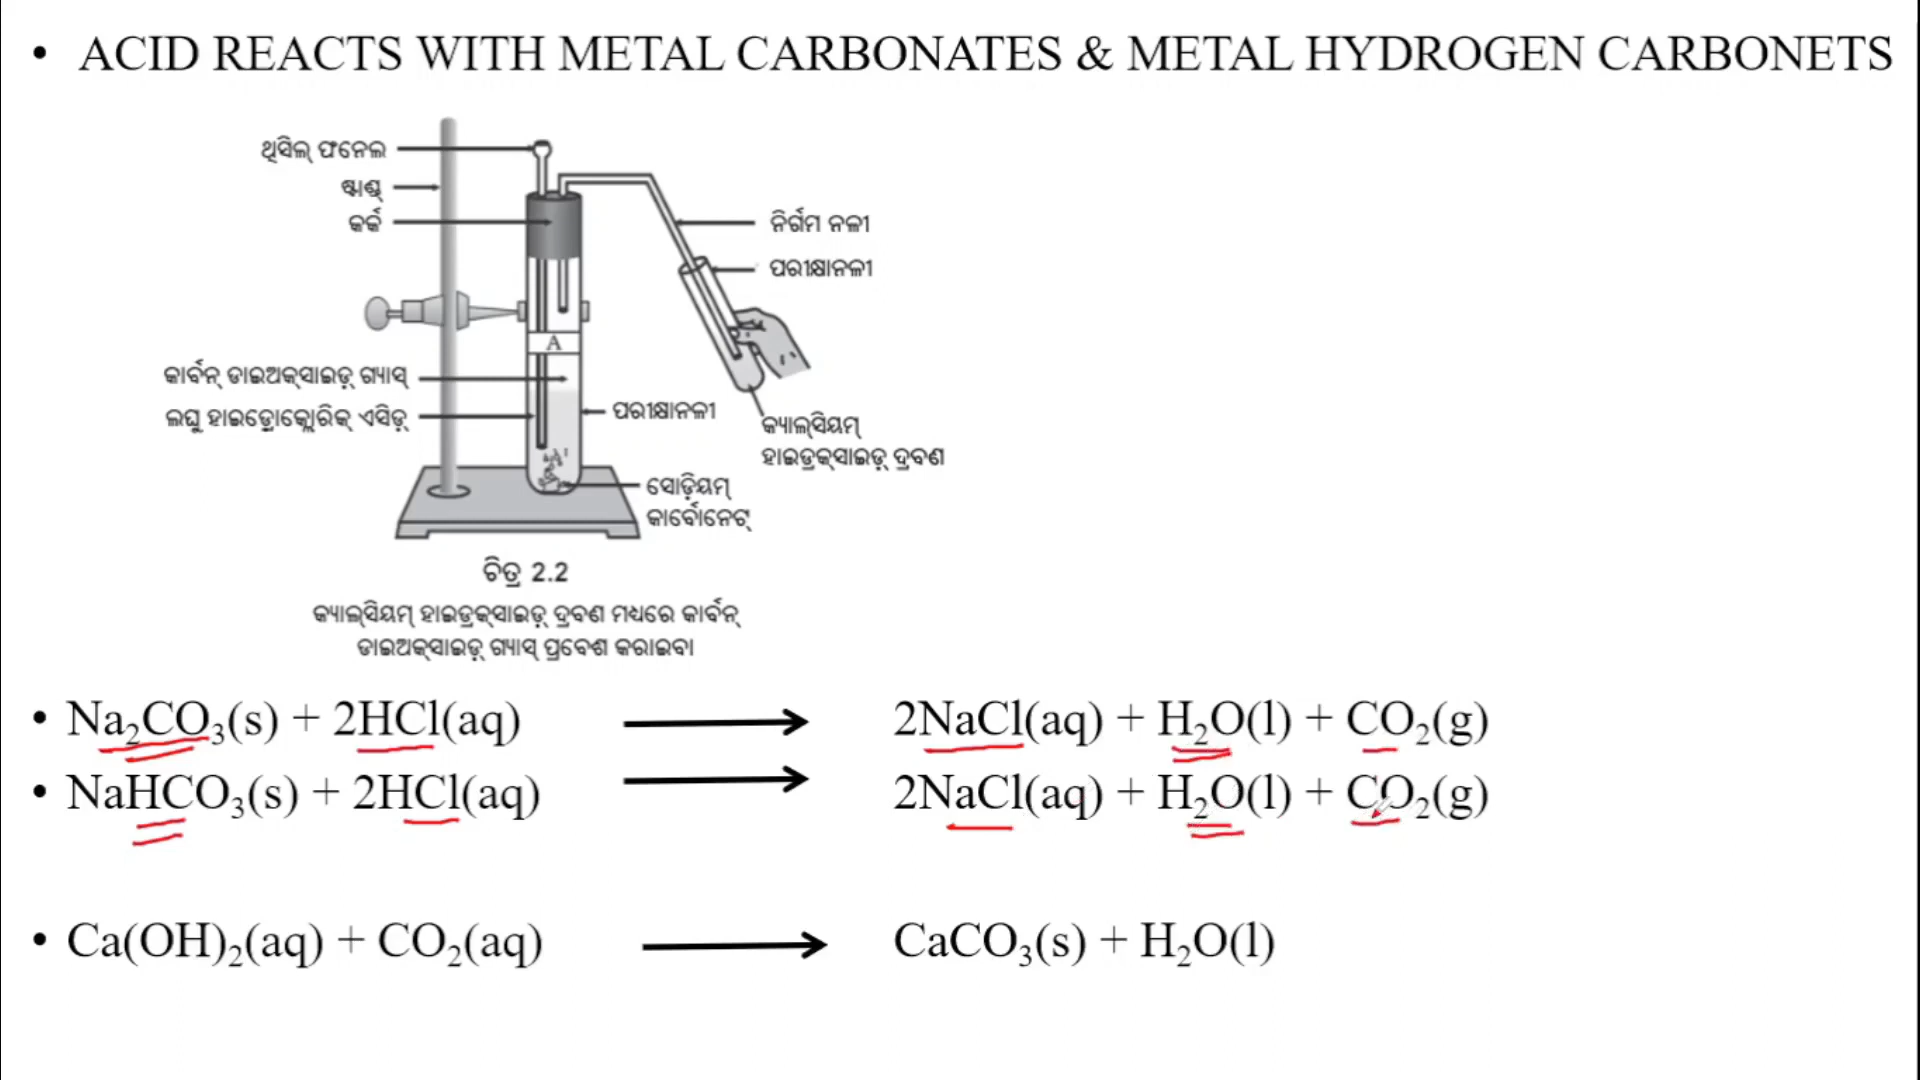 • ACID REACTS WITH METAL CARBONATES & METAL HYDROGEN CARBONETS
ଥିସିଲ୍ ଫନେଲ
ଷ୍ଟାଣ୍ଡ
କର୍କ
ନିର୍ଗମ ନଳୀ
ପରୀକ୍ଷାନଳୀ
A
କାର୍ବନ୍ ଡାଇଅକ୍‌ସାଇଡ୍ ଗ୍ୟାସ୍
ଲଘୁ ହାଇଡ୍ରୋକ୍ଲୋରିକ୍ ଏସିଡ୍
ପରୀକ୍ଷାନଳୀ
କ୍ୟାଲ୍‌ସିୟମ୍
ହାଇଡ୍ରକ୍‌ସାଇଡ୍ ଦ୍ରବଣ
ସୋଡ଼ିୟମ୍
କାର୍ବୋନେଟ୍
ଚିତ୍ର 2.2
କ୍ୟାଲ୍‌ସିୟମ୍ ହାଇଡ୍ରକ୍‌ସାଇଡ୍ ଦ୍ରବଣ ମଧ୍ୟରେ କାର୍ବନ୍
ଡାଇଅକ୍‌ସାଇଡ୍ ଗ୍ୟାସ୍ ପ୍ରବେଶ କରାଇବା
• Na₂CO₃(s) + 2HCl(aq) → 2NaCl(aq) + H₂O(l) + CO₂(g)
• NaHCO₃(s) + 2HCl(aq) → 2NaCl(aq) + H₂O(l) + CO₂(g)
• Ca(OH)₂(aq) + CO₂(aq) → CaCO₃(s) + H₂O(l)